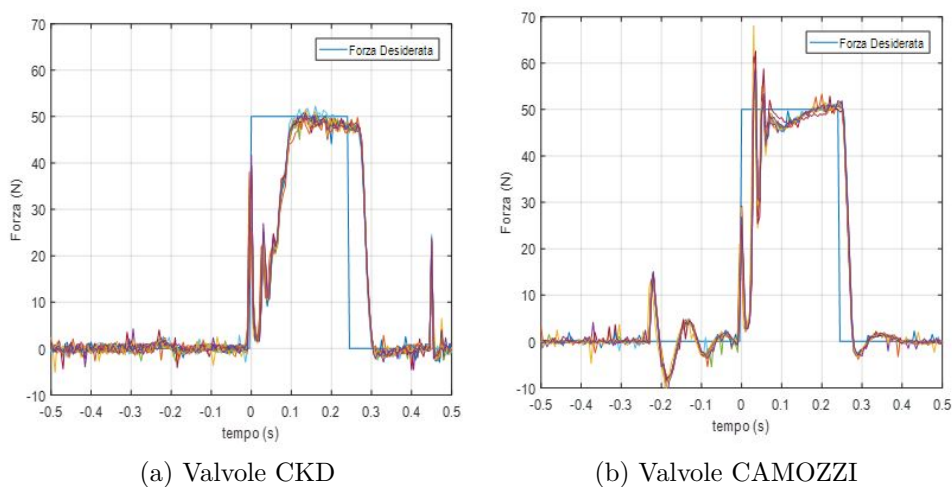 70
60
50
40
30
20
10
0
-10
Forza (N)
Forza Desiderata
-0.5 -0.4 -0.3 -0.2 -0.1 0 0.1 0.2 0.3 0.4 0.5
tempo (s)
(a) Valvole CKD
70
60
50
40
30
20
10
0
-10
Forza (N)
Forza Desiderata
-0.5 -0.4 -0.3 -0.2 -0.1 0 0.1 0.2 0.3 0.4 0.5
tempo (s)
(b) Valvole CAMOZZI